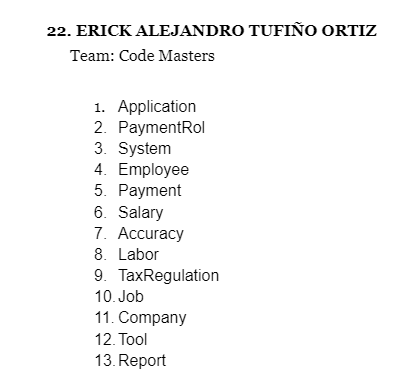 22. ERICK ALEJANDRO TUFIÑO ORTIZ
Team: Code Masters
1. Application
2. PaymentRol
3. System
4. Employee
5. Payment
6. Salary
7. Accuracy
8. Labor
9. TaxRegulation
10. Job
11. Company
12. Tool
13. Report